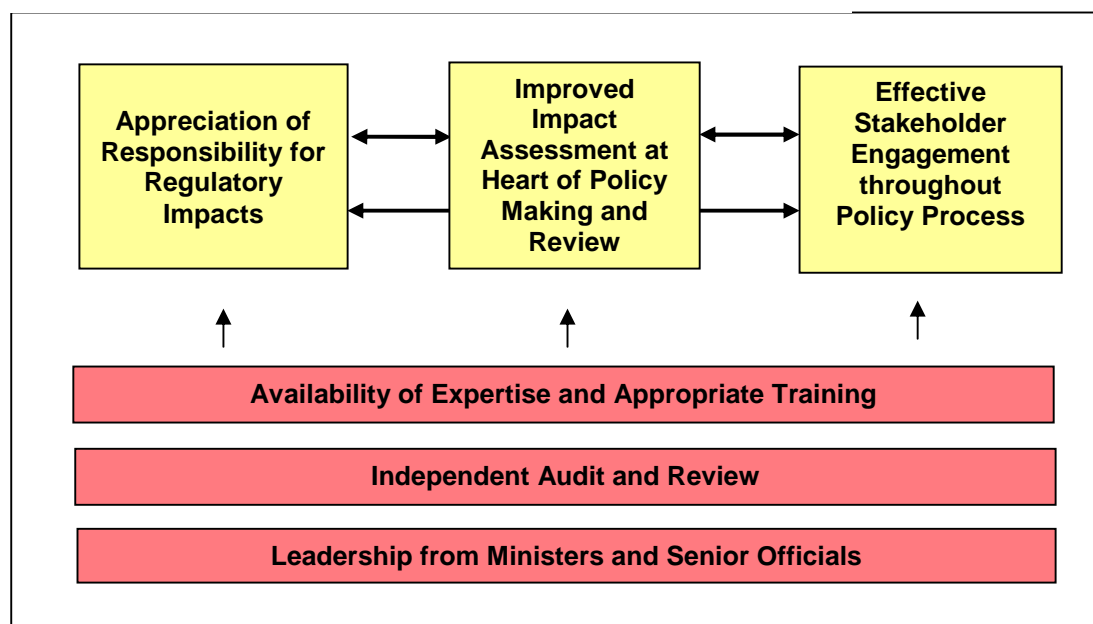 Appreciation of
Responsibility for
Regulatory
Impacts
Improved
Impact
Assessment at
Heart of Policy
Making and
Review
Effective
Stakeholder
Engagement
throughout
Policy Process
Availability of Expertise and Appropriate Training
Independent Audit and Review
Leadership from Ministers and Senior Officials